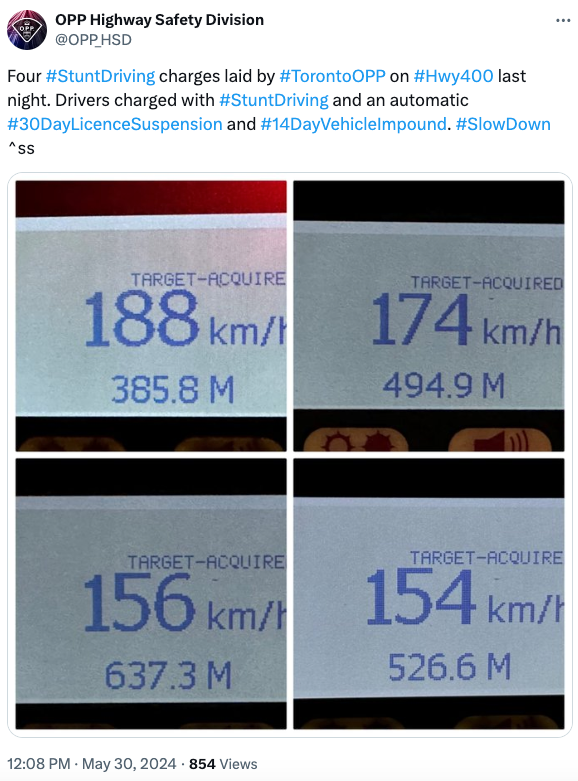 OPP Highway Safety Division
@OPP_HSD
Four #StuntDriving charges laid by #TorontoOPP on #Hwy400 last
night. Drivers charged with #StuntDriving and an automatic
#30DayLicenceSuspension and #14DayVehicleImpound. #SlowDown
^ss
TARGET-ACQUIRE
188 km/h
385.8 M
TARGET-ACQUIRED
174 km/h
494.9 M
TARGET-ACQUIRE
156 km/h
637.3 M
TARGET-ACQUIRE
154 km/h
526.6 M
12:08 PM · May 30, 2024 · 854 Views